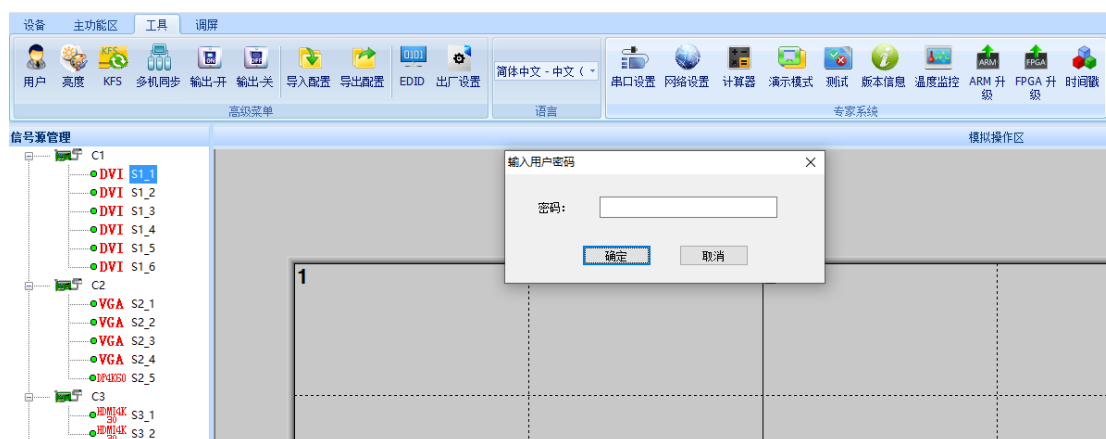 设备 主功能区 工具 调屏
用户 亮度 KFS 多机同步 输出-开 输出-关 导入配置 导出配置 EDID 出厂设置 简体中文 - 中文 ( 串口设置 网络设置 计算器 演示模式 测试 版本信息 温度监控 ARM 升级 FPGA 升级 时间戳
高级菜单 语言 专家系统
信号源管理 模拟操作区
C1
DVI S1_1
DVI S1_2
DVI S1_3
DVI S1_4
DVI S1_5
DVI S1_6
C2
VGA S2_1
VGA S2_2
VGA S2_3
VGA S2_4
DP4K60 S2_5
C3
HDMI4K30 S3_1
HDMI4K30 S3_2
输入用户密码
密码:
确定 取消
1